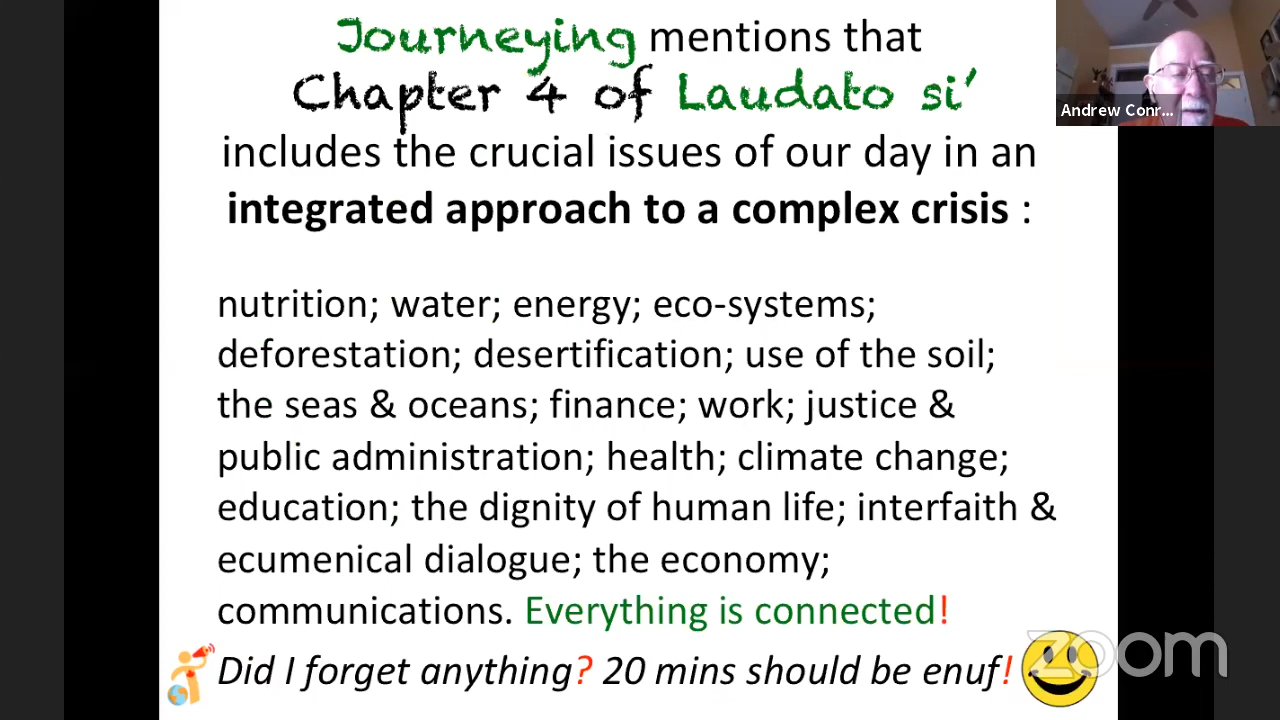 Journeying mentions that
Chapter 4 of Laudato si’
includes the crucial issues of our day in an
integrated approach to a complex crisis :
nutrition; water; energy; eco-systems;
deforestation; desertification; use of the soil;
the seas & oceans; finance; work; justice &
public administration; health; climate change;
education; the dignity of human life; interfaith &
ecumenical dialogue; the economy;
communications. Everything is connected!
Did I forget anything? 20 mins should be enuf!
Andrew Conr...
zoom